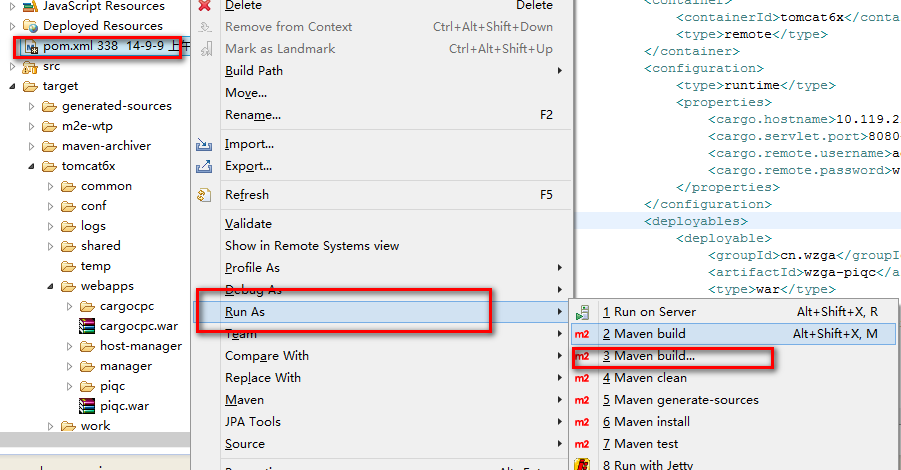 JavaScript Resources
Deployed Resources
pom.xml 338 14-9-9 上午
src
target
generated-sources
m2e-wtp
maven-archiver
tomcat6x
common
conf
logs
shared
temp
webapps
cargocpc
cargocpc.war
host-manager
manager
piqc
piqc.war
work
Delete Delete
Remove from Context Ctrl+Alt+Shift+Down
Mark as Landmark Ctrl+Alt+Shift+Up
Build Path
Move...
Rename... F2
Import...
Export...
Refresh F5
Validate
Show in Remote Systems view
Profile As
Debug As
Run As
Team
Compare With
Replace With
Maven
JPA Tools
Source
1 Run on Server Alt+Shift+X, R
m2 2 Maven build Alt+Shift+X, M
m2 3 Maven build...
m2 4 Maven clean
m2 5 Maven generate-sources
m2 6 Maven install
m2 7 Maven test
8 Run with Jetty
<container>
<containerId>tomcat6x</conta
<type>remote</type>
</container>
<configuration>
<type>runtime</type>
<properties>
<cargo.hostname>10.119.2
<cargo.servlet.port>8080
<cargo.remote.username>a
<cargo.remote.password>w
</properties>
</configuration>
<deployables>
<deployable>
<groupId>cn.wzga</groupId
<artifactId>wzga-piqc</a
<type>war</type>